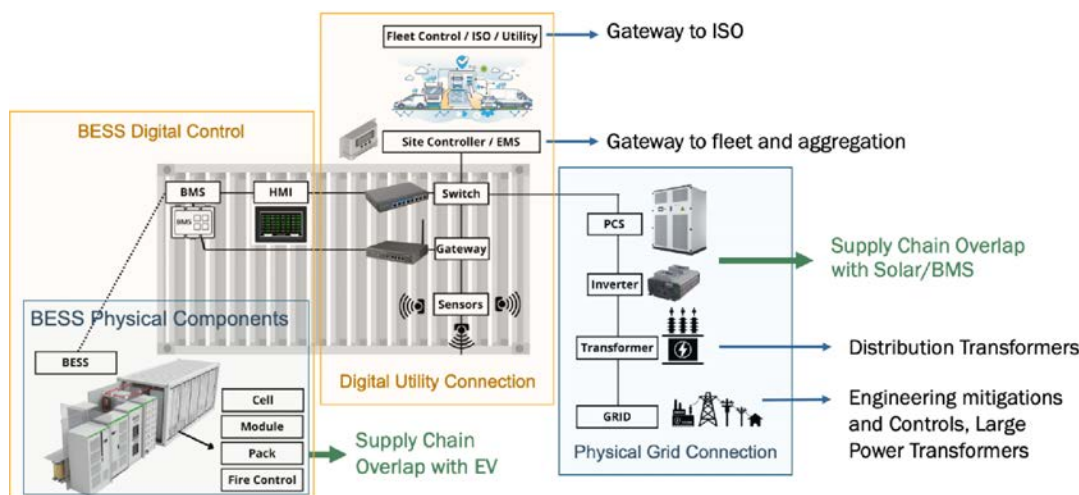 Fleet Control / ISO / Utility
Gateway to ISO
BESS Digital Control
Site Controller / EMS
Gateway to fleet and aggregation
BMS
HMI
Switch
BMS
Gateway
Sensors
Digital Utility Connection
PCS
Inverter
Transformer
GRID
Physical Grid Connection
Supply Chain Overlap
with Solar/BMS
Distribution Transformers
Engineering mitigations
and Controls, Large
Power Transformers
BESS Physical Components
BESS
Cell
Module
Pack
Fire Control
Supply Chain
Overlap with EV